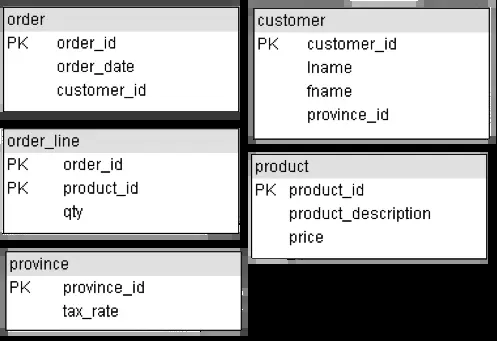 order
PK order_id
order_date
customer_id
customer
PK customer_id
lname
fname
province_id
order_line
PK order_id
PK product_id
qty
product
PK product_id
product_description
price
province
PK province_id
tax_rate